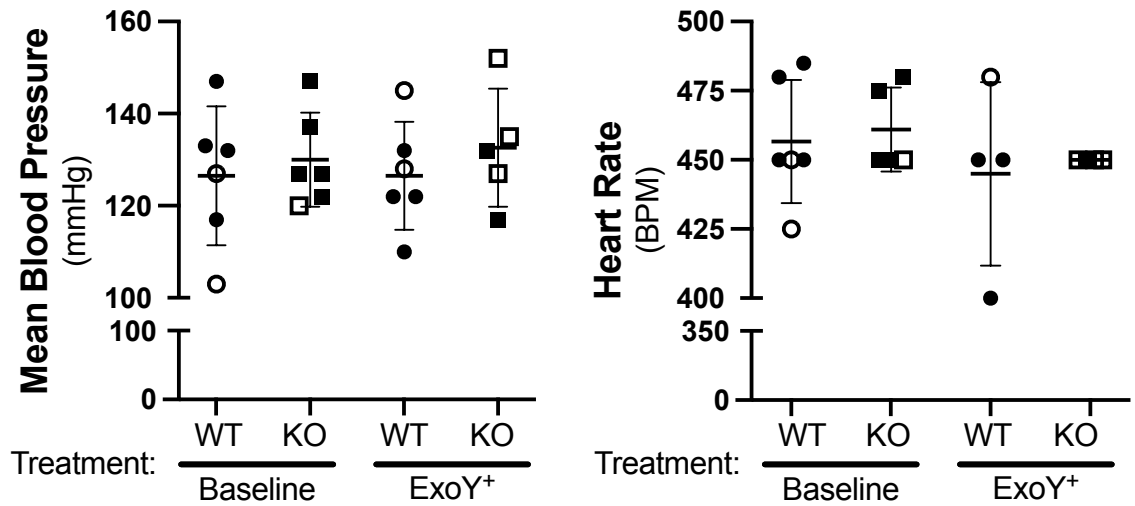 Mean Blood Pressure
(mmHg)
160
140
120
100
100
0
WT KO WT KO
Treatment:
Baseline ExoY+
Heart Rate
(BPM)
500
475
450
425
400
350
0
WT KO WT KO
Treatment:
Baseline ExoY+